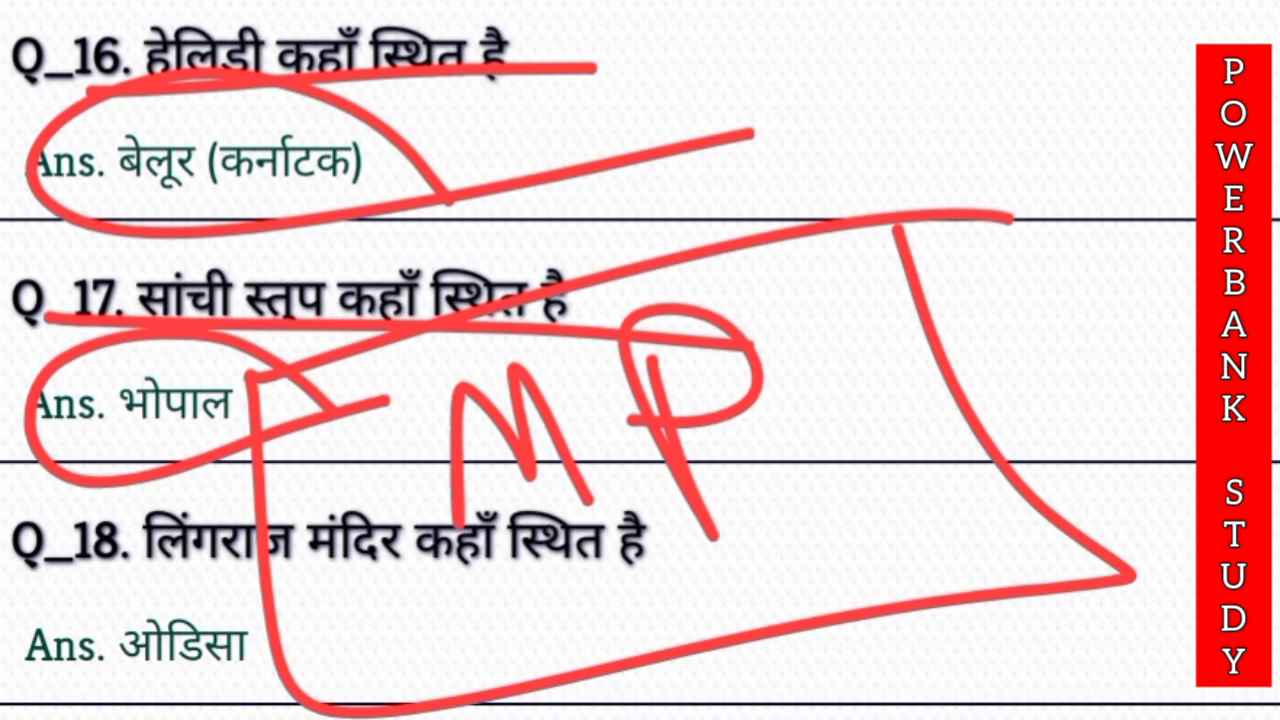 Q_16. हेलिडी कहाँ स्थित है
Ans. बेलूर (कर्नाटक)
Q_17. सांची स्तूप कहाँ स्थित है
Ans. भोपाल
MP
Q_18. लिंगराज मंदिर कहाँ स्थित है
Ans. ओडिसा
POWERBANK STUDY